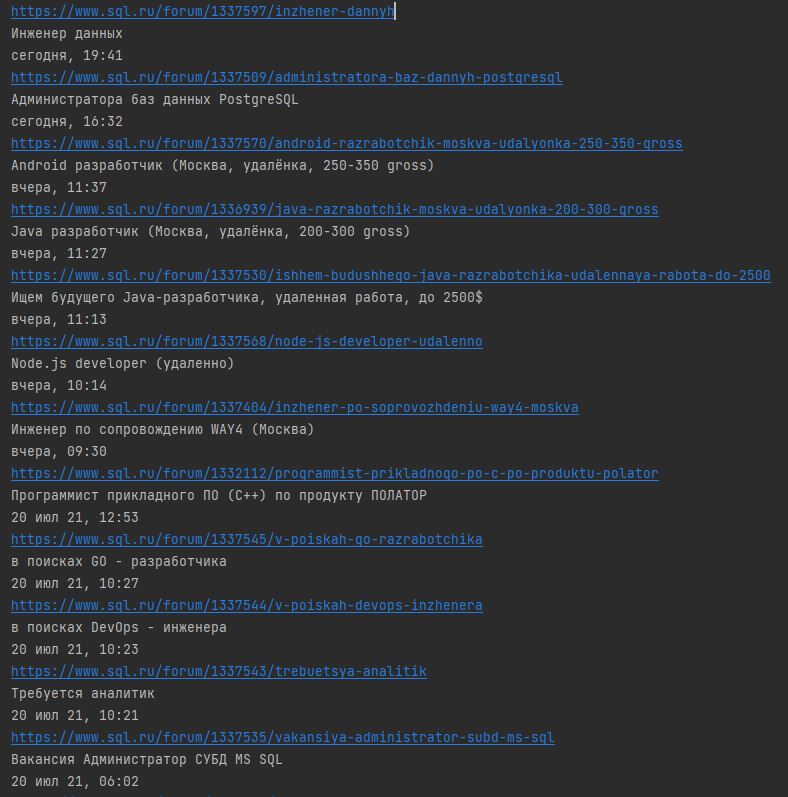 https://www.sql.ru/forum/1337597/inzhener-dannyh
Инженер данных
сегодня, 19:41
https://www.sql.ru/forum/1337509/administratora-baz-dannyh-postgresql
Администратора баз данных PostgreSQL
сегодня, 16:32
https://www.sql.ru/forum/1337570/android-razrabotchik-moskva-udalyonka-250-350-gross
Android разработчик (Москва, удалёнка, 250-350 gross)
вчера, 11:37
https://www.sql.ru/forum/1336939/java-razrabotchik-moskva-udalyonka-200-300-gross
Java разработчик (Москва, удалёнка, 200-300 gross)
вчера, 11:27
https://www.sql.ru/forum/1337530/ishhem-budushhego-java-razrabotchika-udalennaya-rabota-do-2500
Ищем будущего Java-разработчика, удаленная работа, до 2500$
вчера, 11:13
https://www.sql.ru/forum/1337568/node-js-developer-udalenno
Node.js developer (удаленно)
вчера, 10:14
https://www.sql.ru/forum/1337404/inzhener-po-soprovozhdeniu-way4-moskva
Инженер по сопровождению WAY4 (Москва)
вчера, 09:30
https://www.sql.ru/forum/1332112/programmist-prikladnogo-po-c-po-produktu-polator
Программист прикладного ПО (C++) по продукту ПОЛАТОР
20 июл 21, 12:53
https://www.sql.ru/forum/1337545/v-poiskah-go-razrabotchika
в поисках GO - разработчика
20 июл 21, 10:27
https://www.sql.ru/forum/1337544/v-poiskah-devops-inzhenera
в поисках DevOps - инженера
20 июл 21, 10:23
https://www.sql.ru/forum/1337543/trebuetsya-analitik
Требуется аналитик
20 июл 21, 10:21
https://www.sql.ru/forum/1337535/vakansiya-administrator-subd-ms-sql
Вакансия Администратор СУБД MS SQL
20 июл 21, 06:02